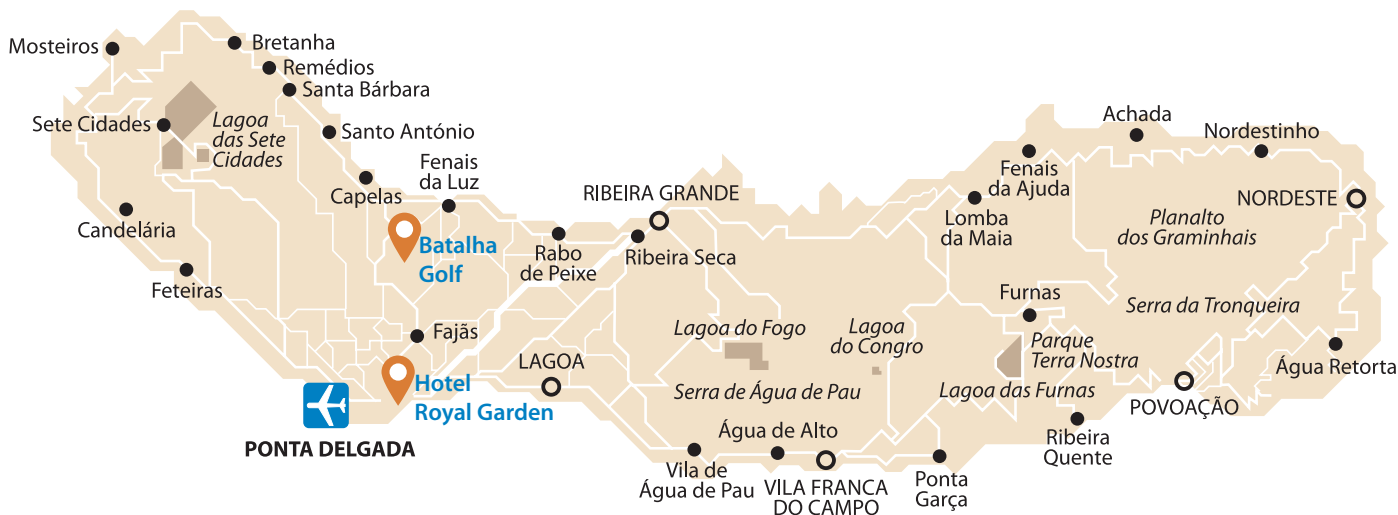 Mosteiros
Bretanha
Remédios
Santa Bárbara
Sete Cidades
Lagoa
das Sete
Cidades
Santo António
Capelas
Fenais
da Luz
Candelária
Feteiras
Batalha
Golf
Rabo
de Peixe
RIBEIRA GRANDE
Ribeira Seca
Fajãs
Hotel
Royal Garden
PONTA DELGADA
LAGOA
Lagoa do Fogo
Serra de Água de Pau
Lagoa
do Congro
Vila de
Água de Pau
Água de Alto
VILA FRANCA
DO CAMPO
Ponta
Garça
Achada
Nordestinho
Fenais
da Ajuda
Lomba
da Maia
NORDESTE
Planalto
dos Graminhais
Furnas
Serra da Tronqueira
Parque
Terra Nostra
Lagoa das Furnas
Água Retorta
POVOAÇÃO
Ribeira
Quente